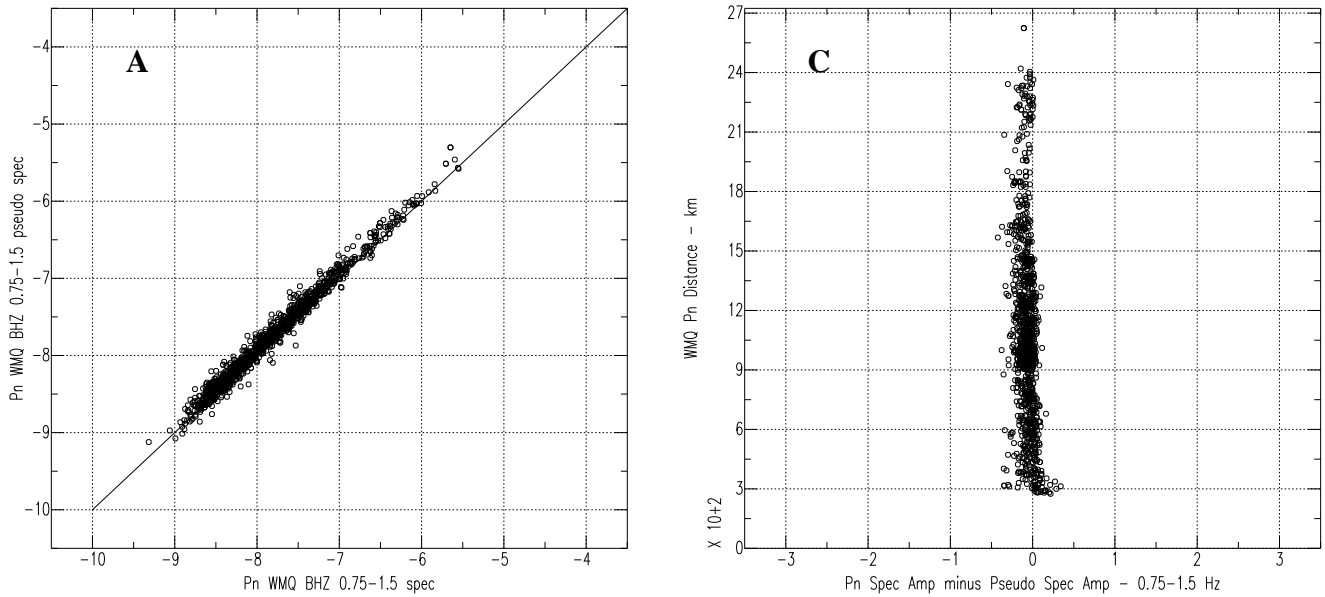 A
-4
-5
-6
-7
-8
-9
-10
Pn WMQ BHZ 0.75-1.5 pseudo spec
-10 -9 -8 -7 -6 -5 -4
Pn WMQ BHZ 0.75-1.5 spec
C
27
24
21
18
15
12
9
6
3
0
WMQ Pn Distance - km
X 10+2
-3 -2 -1 0 1 2 3
Pn Spec Amp minus Pseudo Spec Amp - 0.75-1.5 Hz